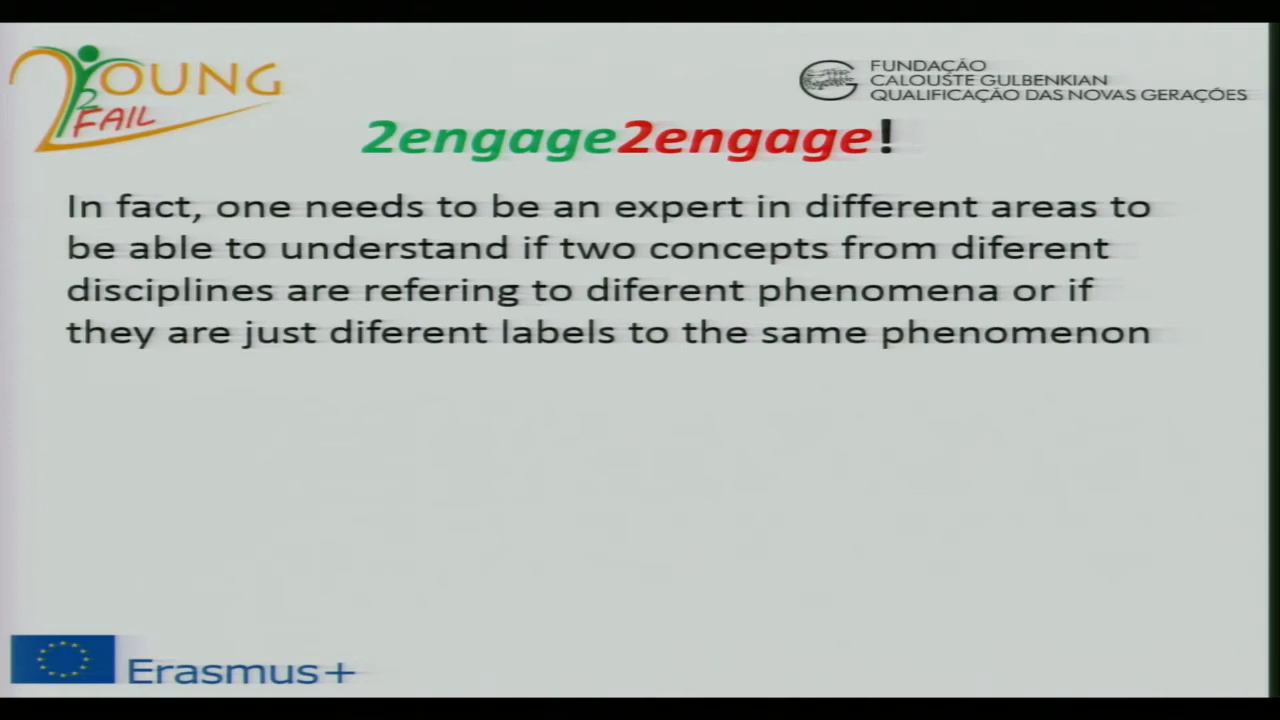 2YOUNG
2
FAIL
FUNDAÇÃO
CALOUSTE GULBENKIAN
QUALIFICAÇÃO DAS NOVAS GERAÇÕES
2engage2engage!
In fact, one needs to be an expert in different areas to
be able to understand if two concepts from diferent
disciplines are refering to diferent phenomena or if
they are just diferent labels to the same phenomenon
Erasmus+